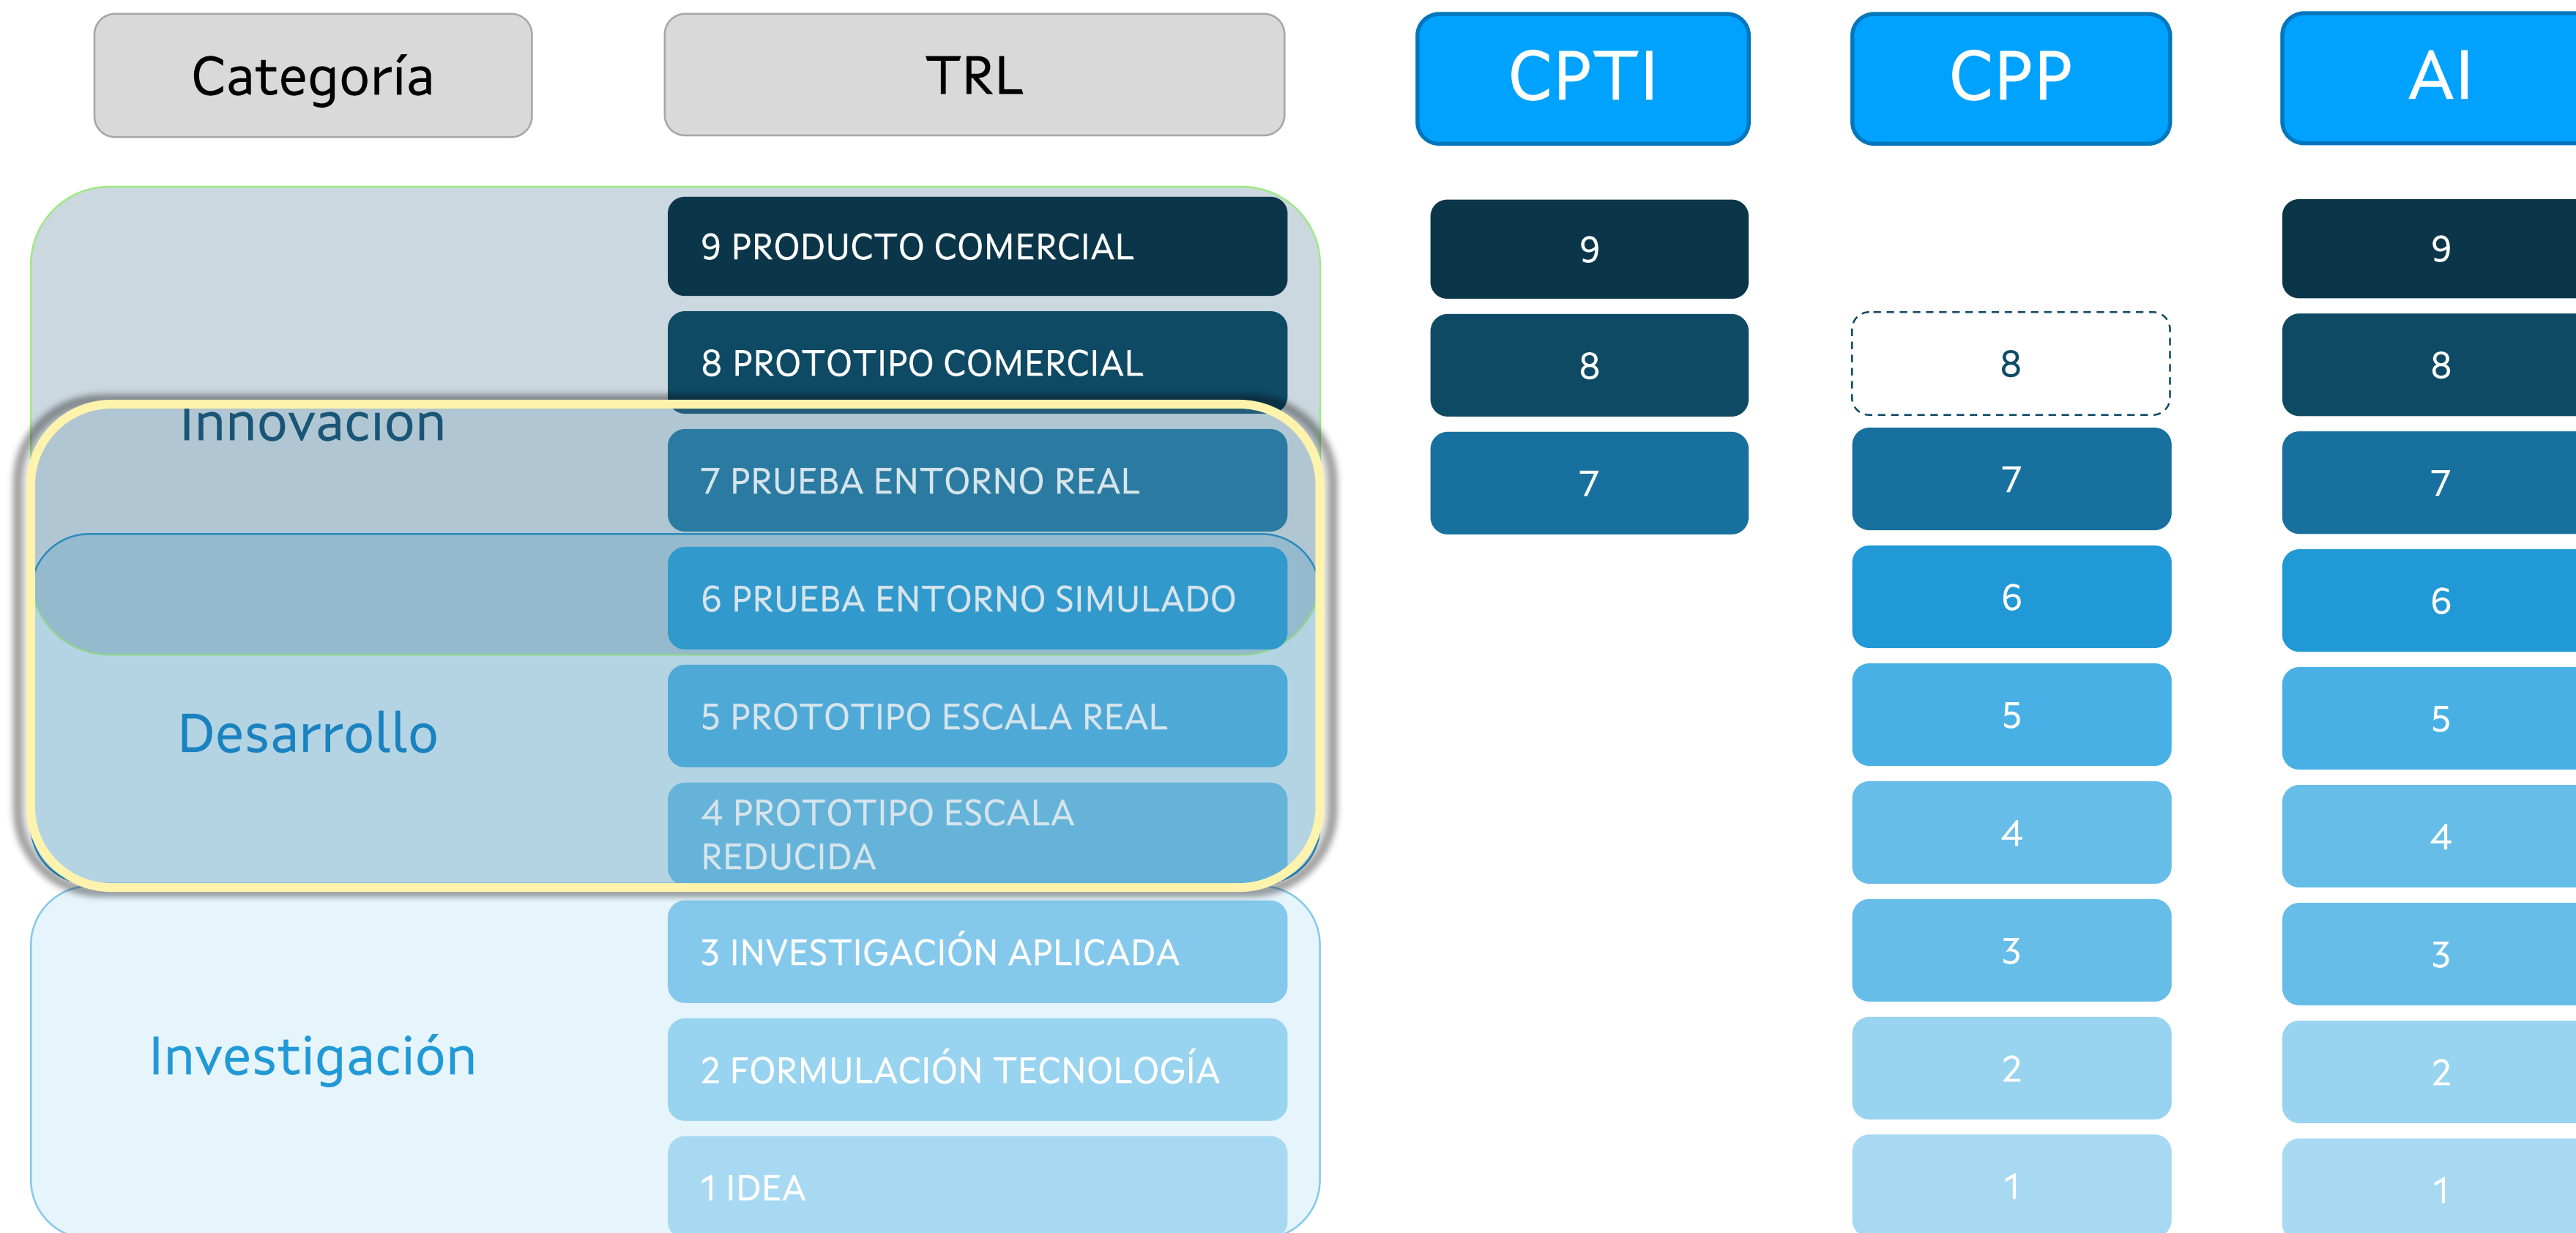 Categoría TRL CPTI CPP AI
9 PRODUCTO COMERCIAL 9 9
8 PROTOTIPO COMERCIAL 8 8 8
Innovación
7 PRUEBA ENTORNO REAL 7 7 7
6 PRUEBA ENTORNO SIMULADO 6 6
Desarrollo
5 PROTOTIPO ESCALA REAL 5 5
4 PROTOTIPO ESCALA
REDUCIDA
4 4
3 INVESTIGACIÓN APLICADA 3 3
Investigación
2 FORMULACIÓN TECNOLOGÍA 2 2
1 IDEA 1 1